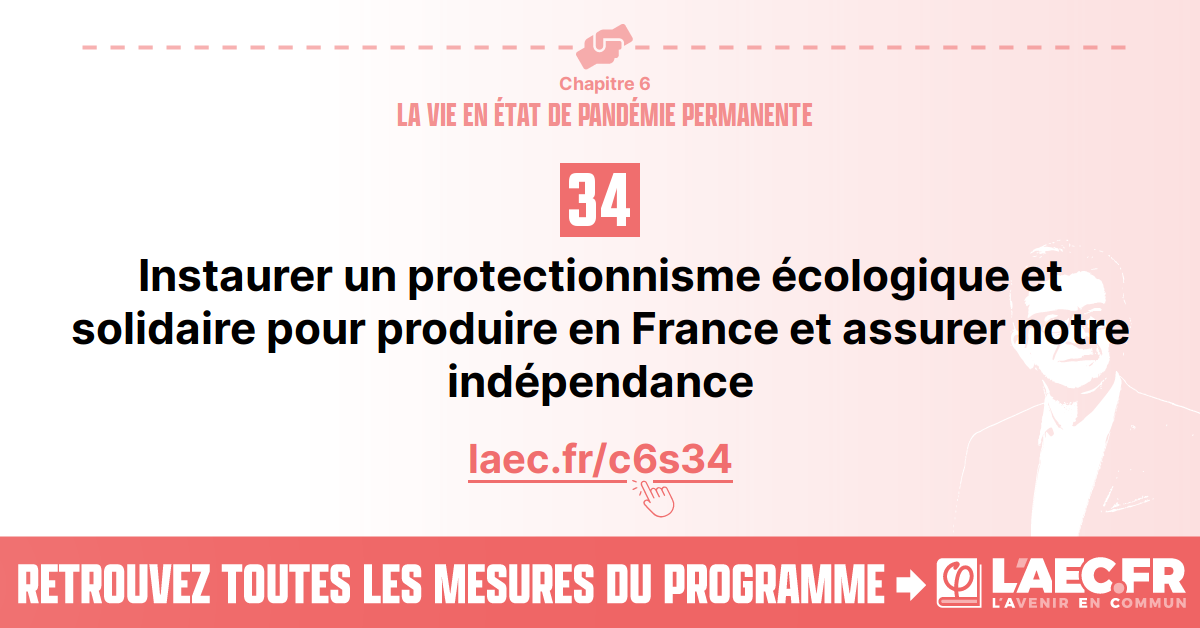 Chapitre 6
LA VIE EN ÉTAT DE PANDÉMIE PERMANENTE
34
Instaurer un protectionnisme écologique et
solidaire pour produire en France et assurer notre
indépendance
laec.fr/c6s34
RETROUVEZ TOUTES LES MESURES DU PROGRAMME
φ L'AEC.FR
L'AVENIR EN COMMUN